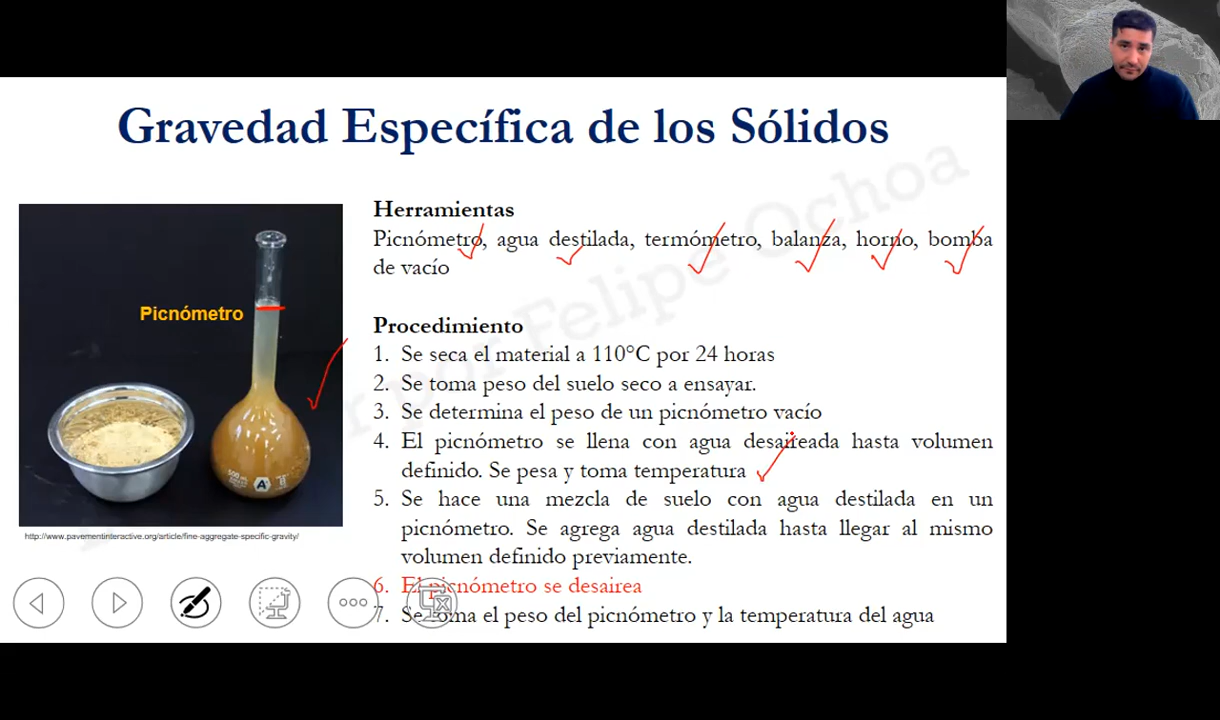 Gravedad Específica de los Sólidos
Herramientas
Picnómetro, agua destilada, termómetro, balanza, horno, bomba
de vacío
Picnómetro
Procedimiento
1. Se seca el material a 110°C por 24 horas
2. Se toma peso del suelo seco a ensayar.
3. Se determina el peso de un picnómetro vacío
4. El picnómetro se llena con agua desaireada hasta volumen
definido. Se pesa y toma temperatura
5. Se hace una mezcla de suelo con agua destilada en un
picnómetro. Se agrega agua destilada hasta llegar al mismo
volumen definido previamente.
6. El picnómetro se desairea
7. Se toma el peso del picnómetro y la temperatura del agua
A
http://www.pavementinteractive.org/article/fine-aggregate-specific-gravity/
por Felipe Ochoa